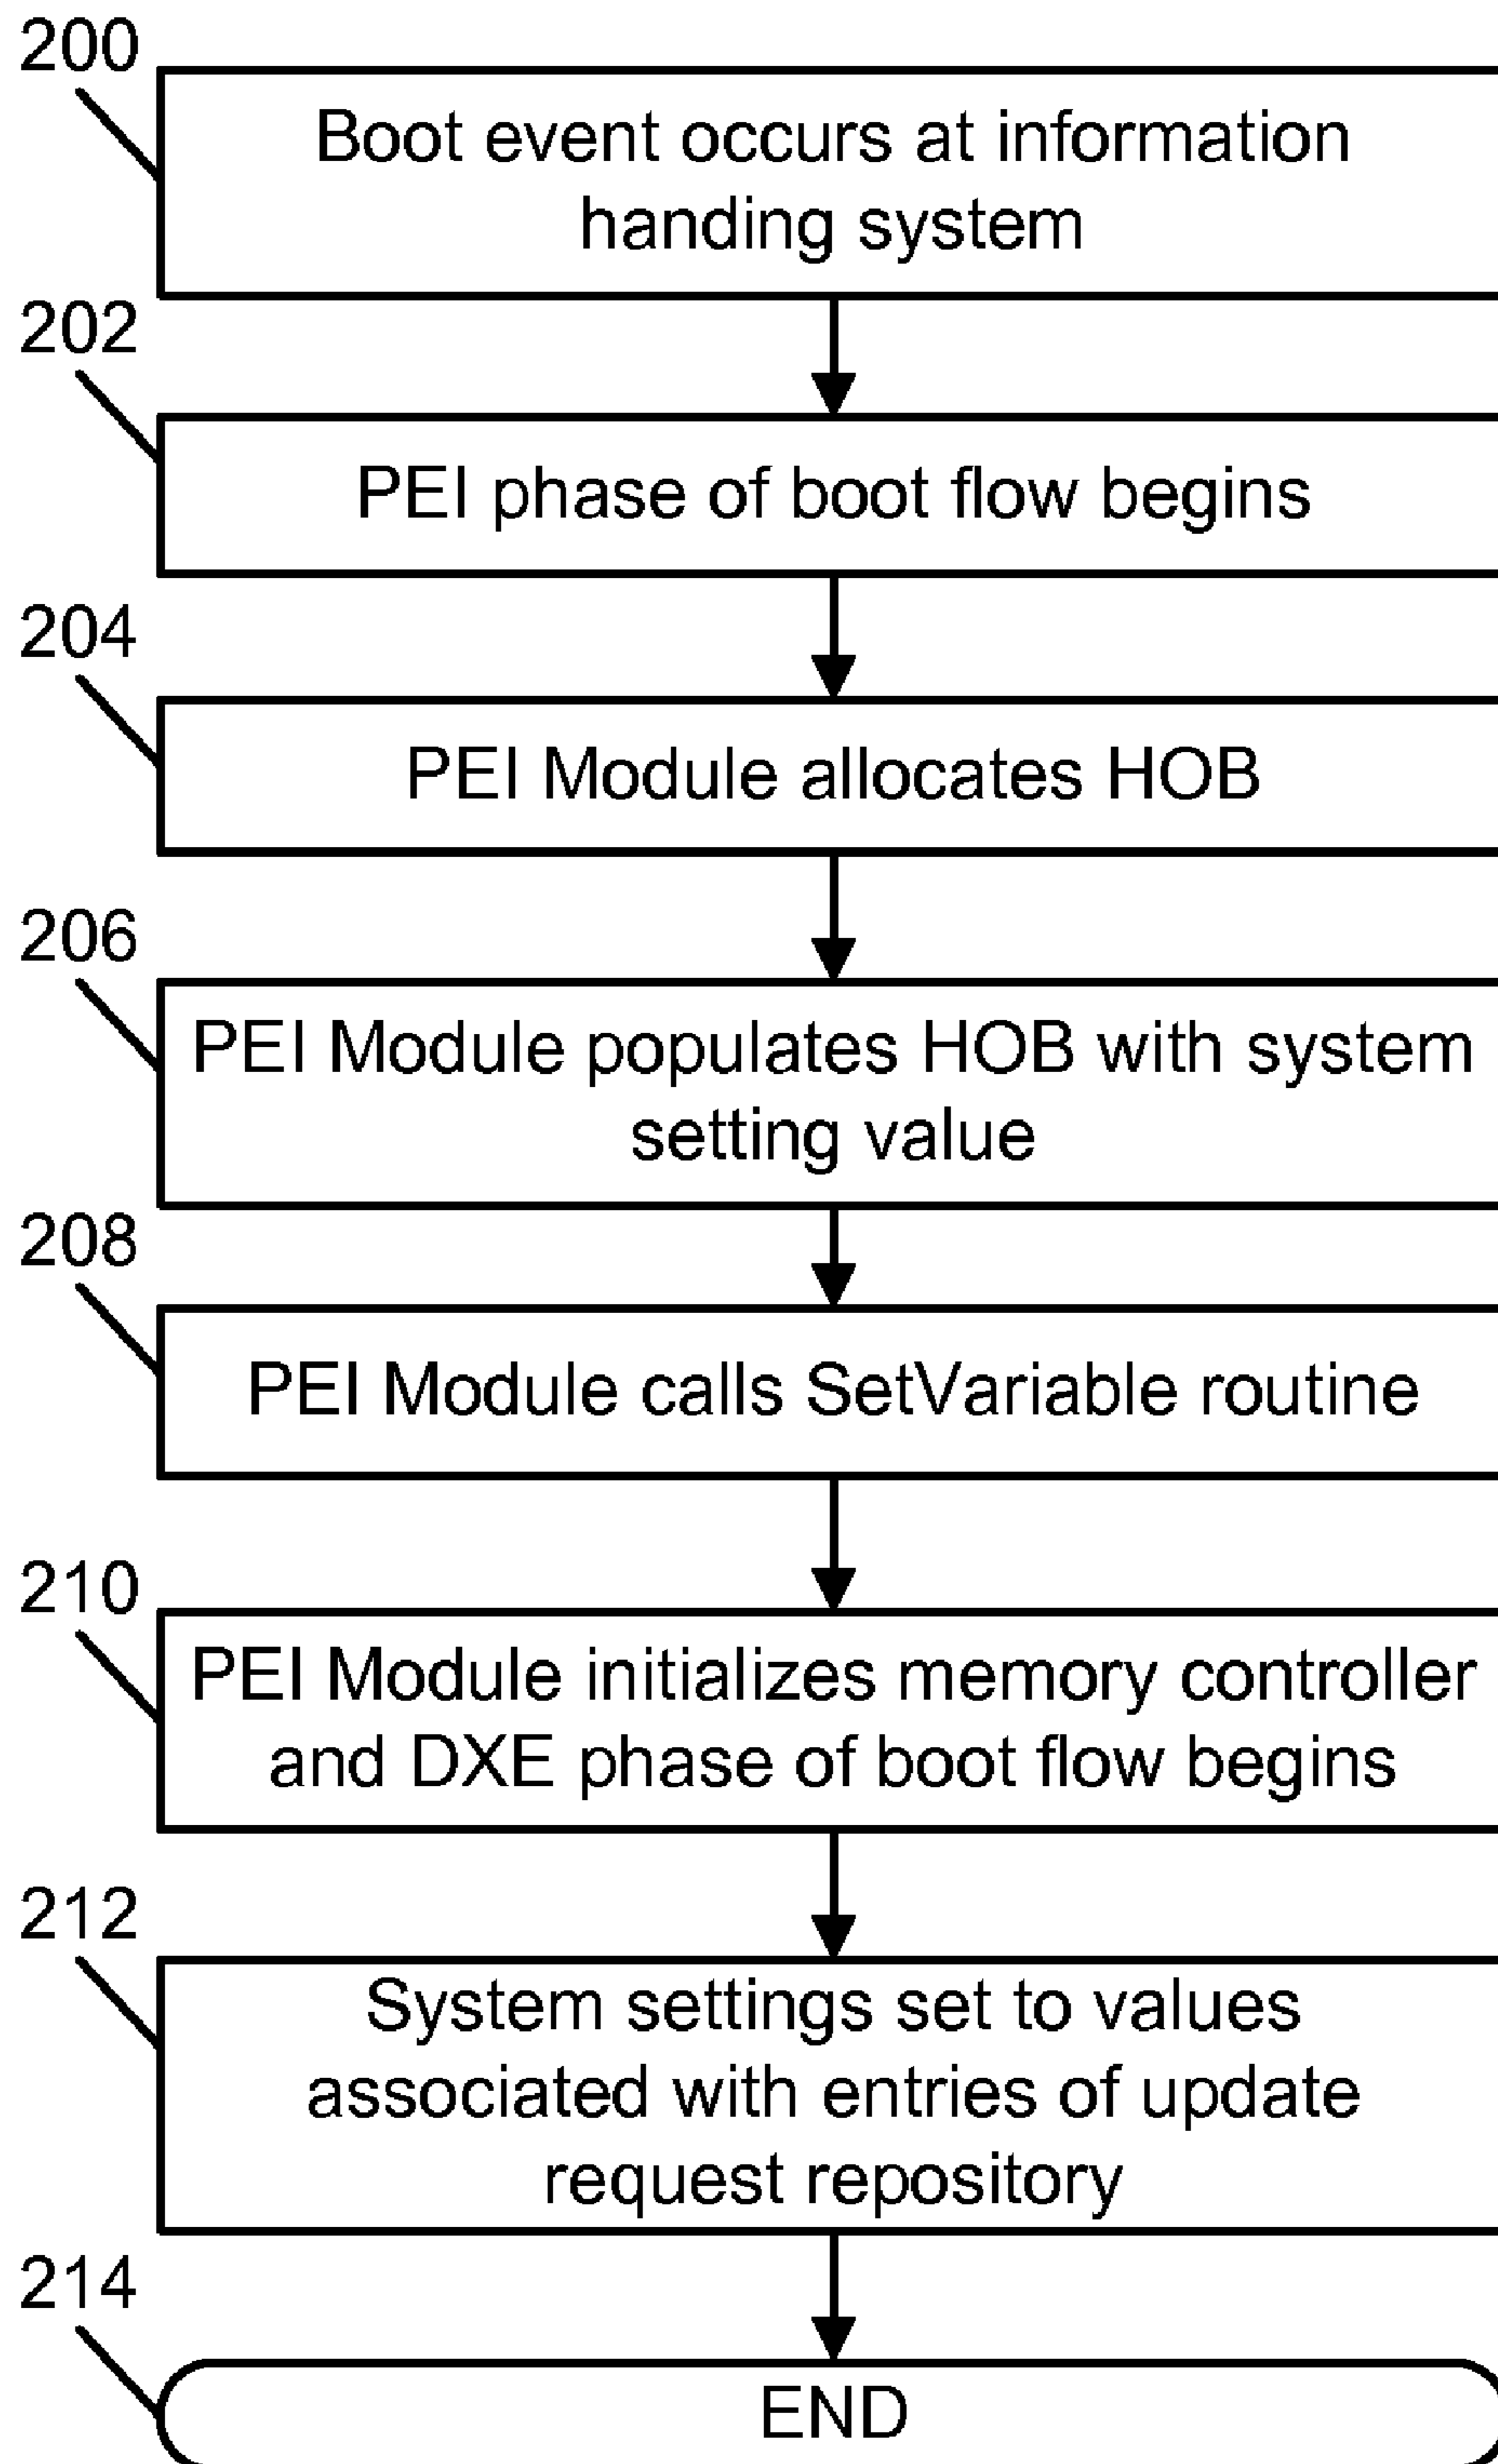 200
Boot event occurs at information
handing system
202
PEI phase of boot flow begins
204
PEI Module allocates HOB
206
PEI Module populates HOB with system
setting value
208
PEI Module calls SetVariable routine
210
PEI Module initializes memory controller
and DXE phase of boot flow begins
212
System settings set to values
associated with entries of update
request repository
214
END